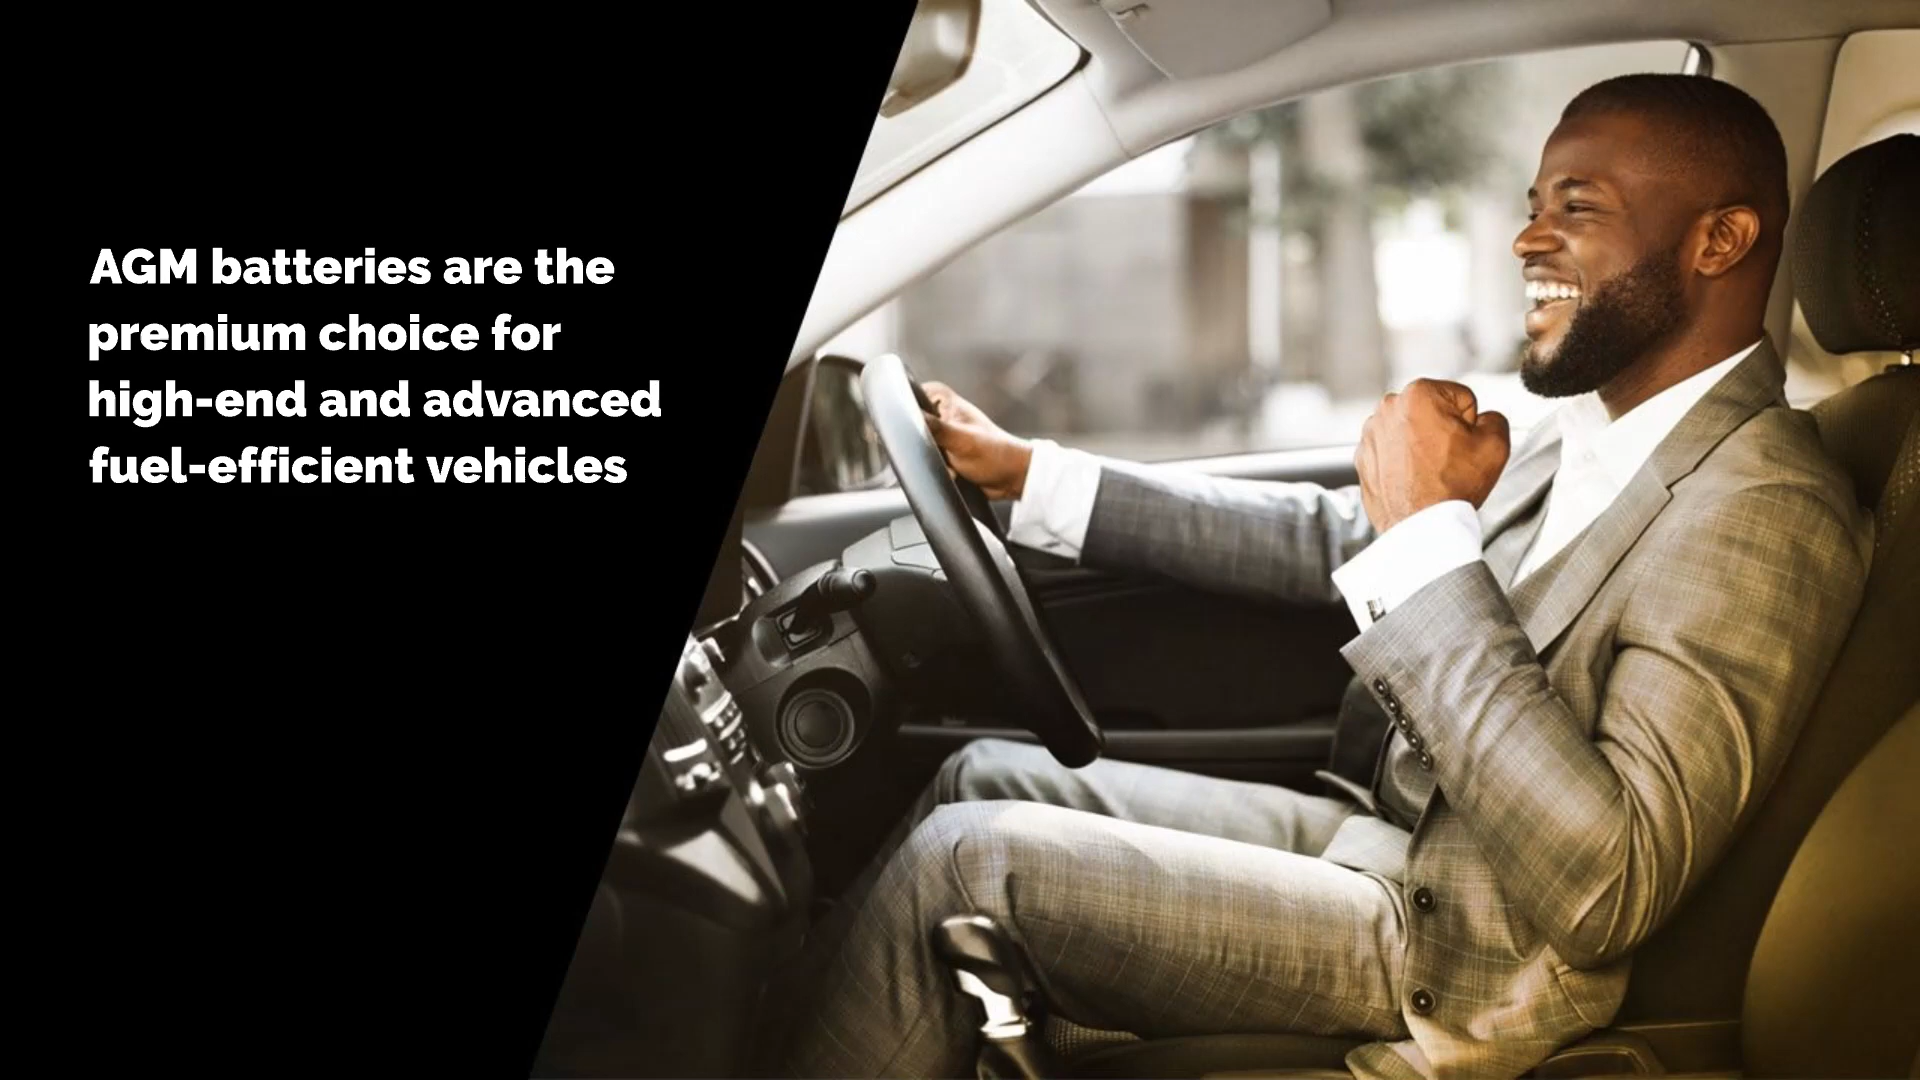 AGM batteries are the
premium choice for
high-end and advanced
fuel-efficient vehicles